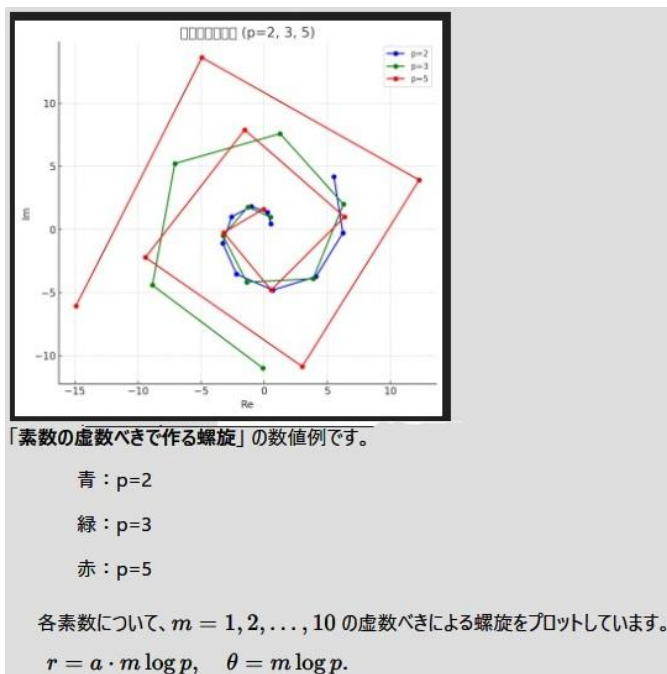 (p=2, 3, 5)
p=2
p=3
p=5
10
5
0
−5
−10
Im
−15 −10 −5 0 5 10
Re
「素数の虚数べきで作る螺旋」の数値例です。
青：p=2
緑：p=3
赤：p=5
各素数について、m = 1, 2, . . . , 10 の虚数べきによる螺旋をプロットしています。
r = a · m log p,　θ = m log p.